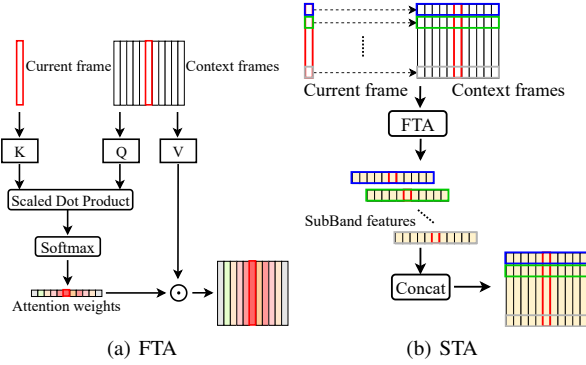 Current frame
Context frames
K
Q
V
Scaled Dot Product
Softmax
Attention weights
(a) FTA
Current frame
Context frames
FTA
SubBand features
Concat
(b) STA